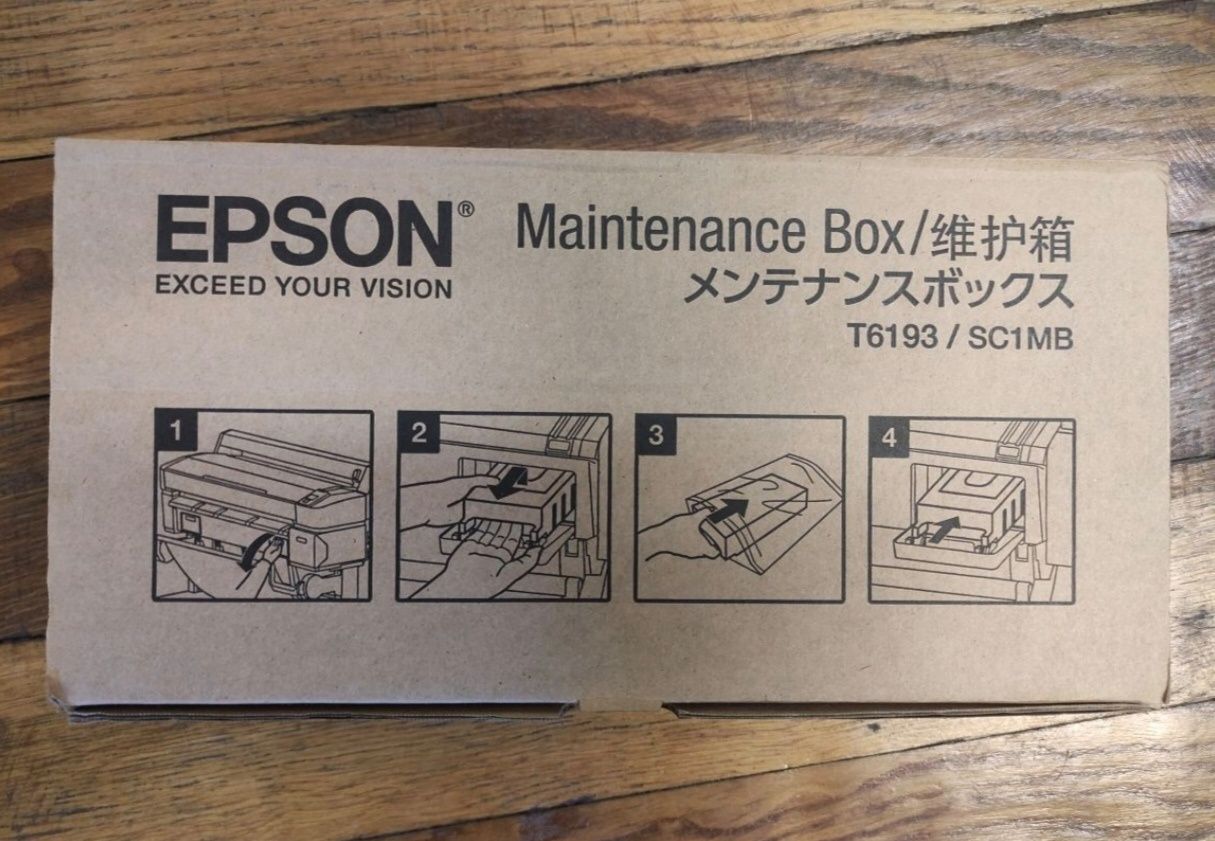 EPSON®
EXCEED YOUR VISION
Maintenance Box/维护箱
メンテナンスボックス
T6193 / SC1MB
1
2
3
4